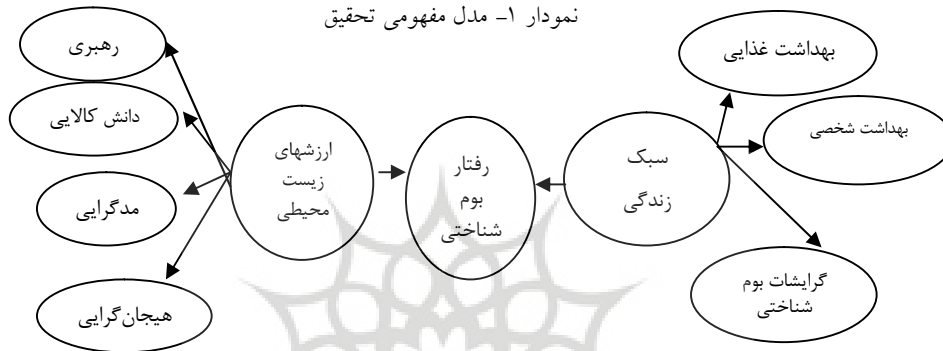 نمودار ۱- مدل مفهومی تحقیق
بهداشت غذایی
بهداشت شخصی
گرایشات بوم
شناختی
سبک
زندگی
رفتار
بوم
شناختی
ارزشهای
زیست
محیطی
رهبری
دانش کالایی
مدگرایی
هیجان‌گرایی